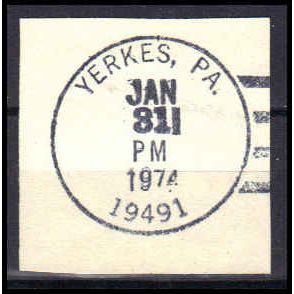 YERKES, PA.
JAN
31
PM
1974
19491